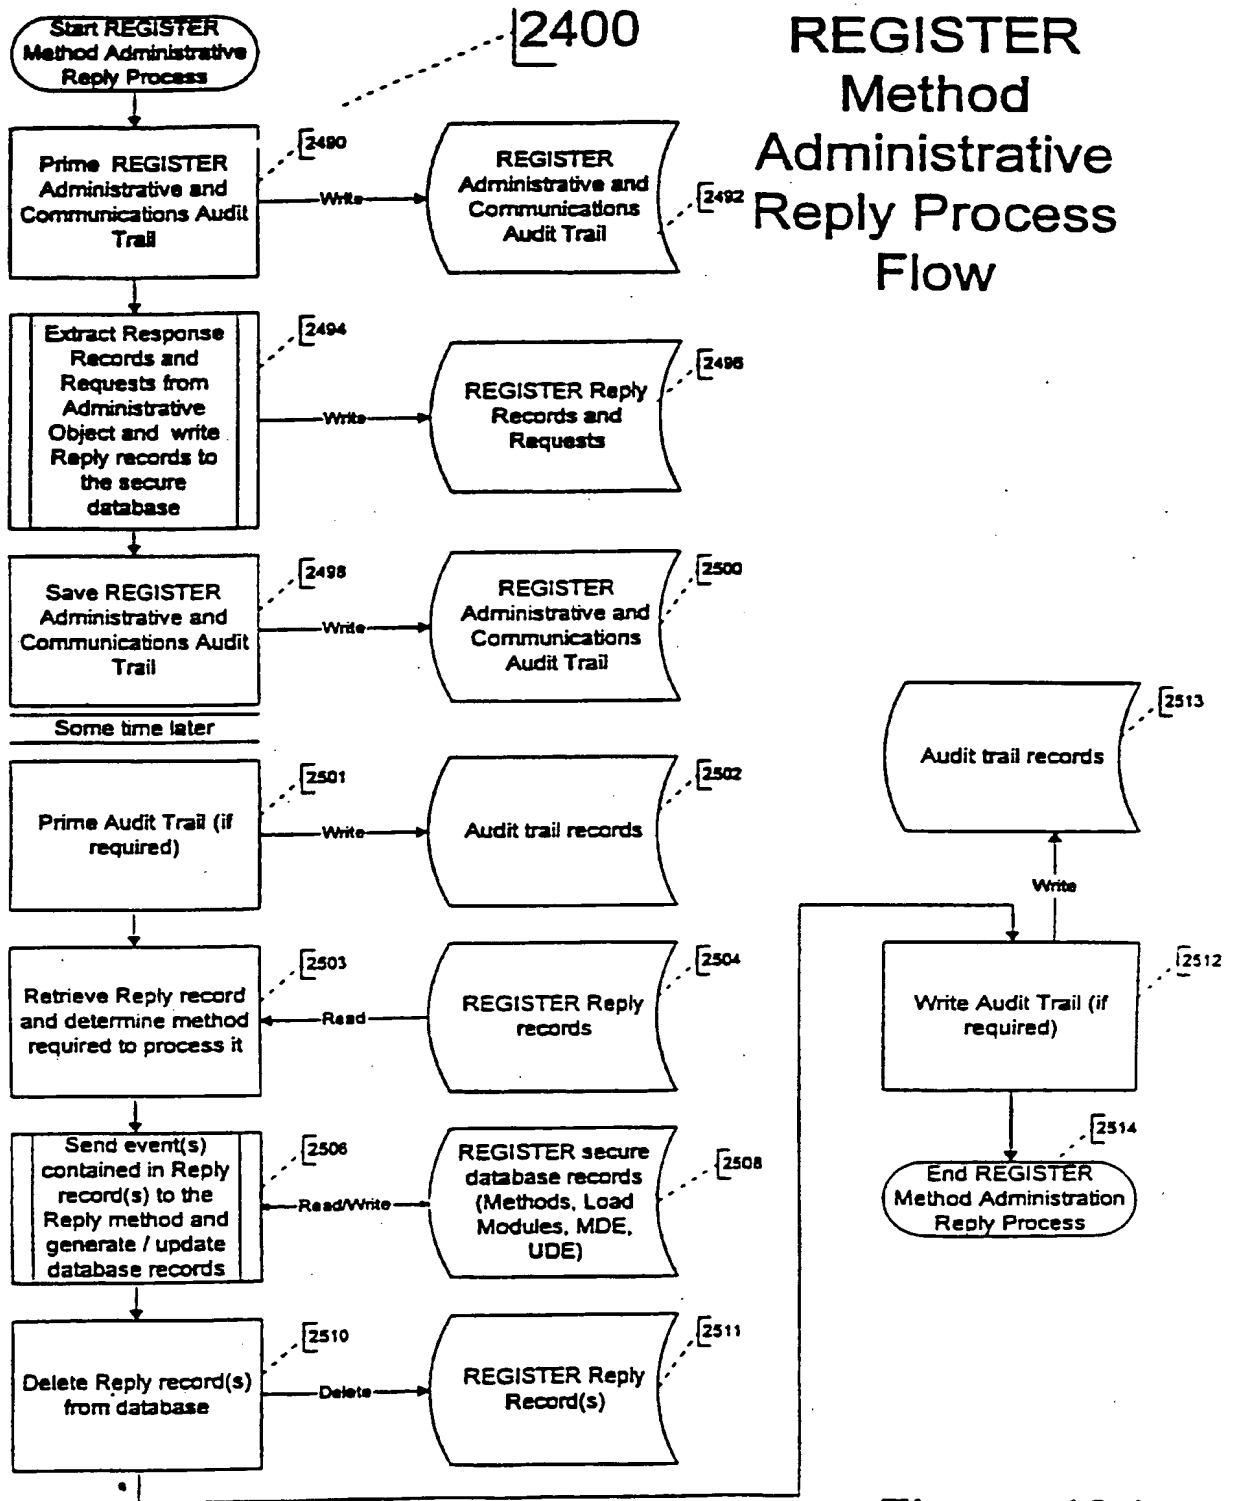 Start REGISTER
Method Administrative
Reply Process
2400
REGISTER
Method
Administrative
Reply Process
Flow
Prime REGISTER
Administrative and
Communications Audit
Trail
2490
Write
REGISTER
Administrative and
Communications
Audit Trail
2492
Extract Response
Records and
Requests from
Administrative
Object and write
Reply records to
the secure
database
2494
Write
REGISTER Reply
Records and
Requests
2496
Save REGISTER
Administrative and
Communications Audit
Trail
2498
Write
REGISTER
Administrative and
Communications
Audit Trail
2500
Some time later
Prime Audit Trail (if
required)
2501
Write
Audit trail records
2502
Retrieve Reply record
and determine method
required to process it
2503
Read
REGISTER Reply
records
2504
Send event(s)
contained in Reply
record(s) to the
Reply method and
generate / update
database records
2506
Read/Write
REGISTER secure
database records
(Methods, Load
Modules, MDE,
UDE)
2508
Delete Reply record(s)
from database
2510
Delete
REGISTER Reply
Record(s)
2511
Audit trail records
2513
Write
Write Audit Trail (if
required)
2512
End REGISTER
Method Administration
Reply Process
2514